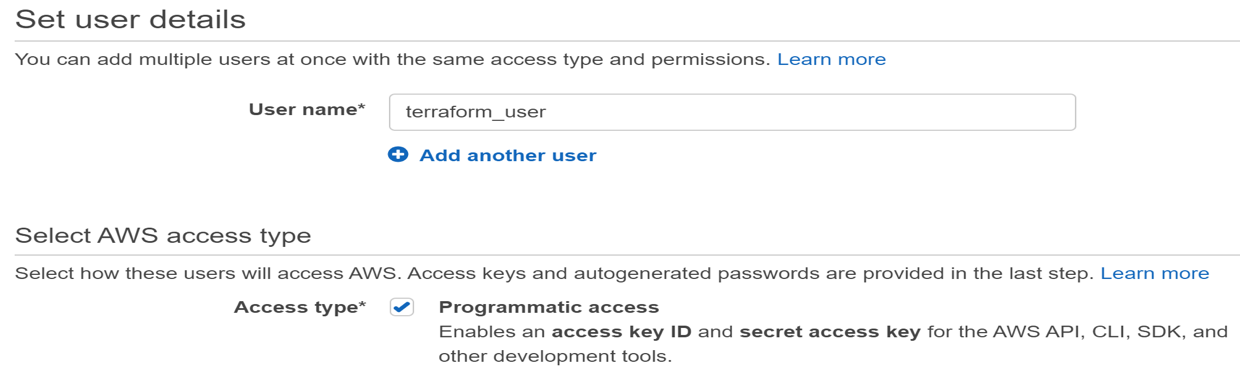 Set user details
You can add multiple users at once with the same access type and permissions. Learn more
User name* terraform_user
Add another user
Select AWS access type
Select how these users will access AWS. Access keys and autogenerated passwords are provided in the last step. Learn more
Access type* Programmatic access
Enables an access key ID and secret access key for the AWS API, CLI, SDK, and
other development tools.